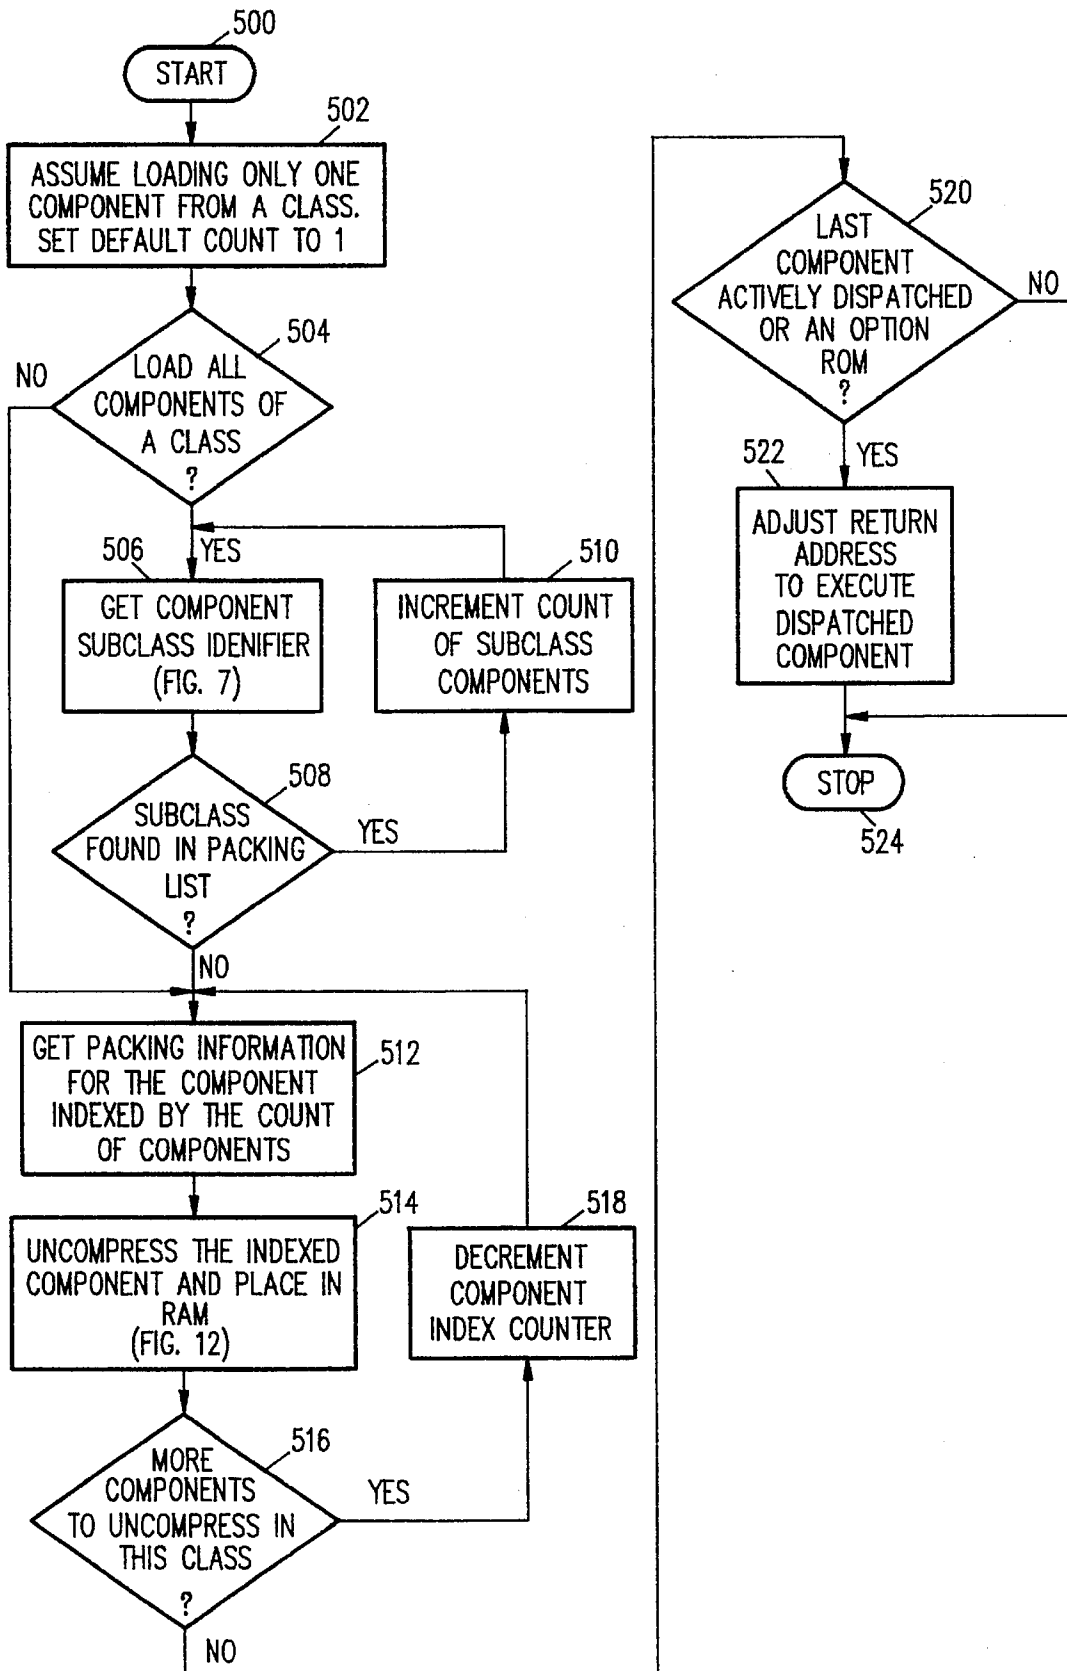 500
START
502
ASSUME LOADING ONLY ONE
COMPONENT FROM A CLASS.
SET DEFAULT COUNT TO 1
504
NO
LOAD ALL
COMPONENTS OF
A CLASS
?
YES
506
GET COMPONENT
SUBCLASS IDENIFIER
(FIG. 7)
510
INCREMENT COUNT
OF SUBCLASS
COMPONENTS
508
SUBCLASS
FOUND IN PACKING
LIST
?
YES
NO
512
GET PACKING INFORMATION
FOR THE COMPONENT
INDEXED BY THE COUNT
OF COMPONENTS
514
UNCOMPRESS THE INDEXED
COMPONENT AND PLACE IN
RAM
(FIG. 12)
518
DECREMENT
COMPONENT
INDEX COUNTER
516
MORE
COMPONENTS
TO UNCOMPRESS IN
THIS CLASS
?
YES
NO
520
LAST
COMPONENT
ACTIVELY DISPATCHED
OR AN OPTION
ROM
?
NO
YES
522
ADJUST RETURN
ADDRESS
TO EXECUTE
DISPATCHED
COMPONENT
STOP
524